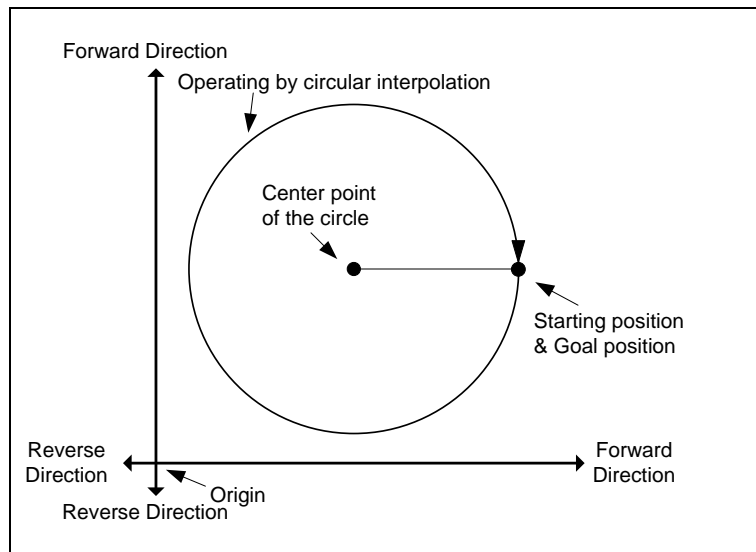 Forward Direction
Operating by circular interpolation
Center point
of the circle
Starting position
& Goal position
Reverse
Direction
Forward
Direction
Origin
Reverse Direction